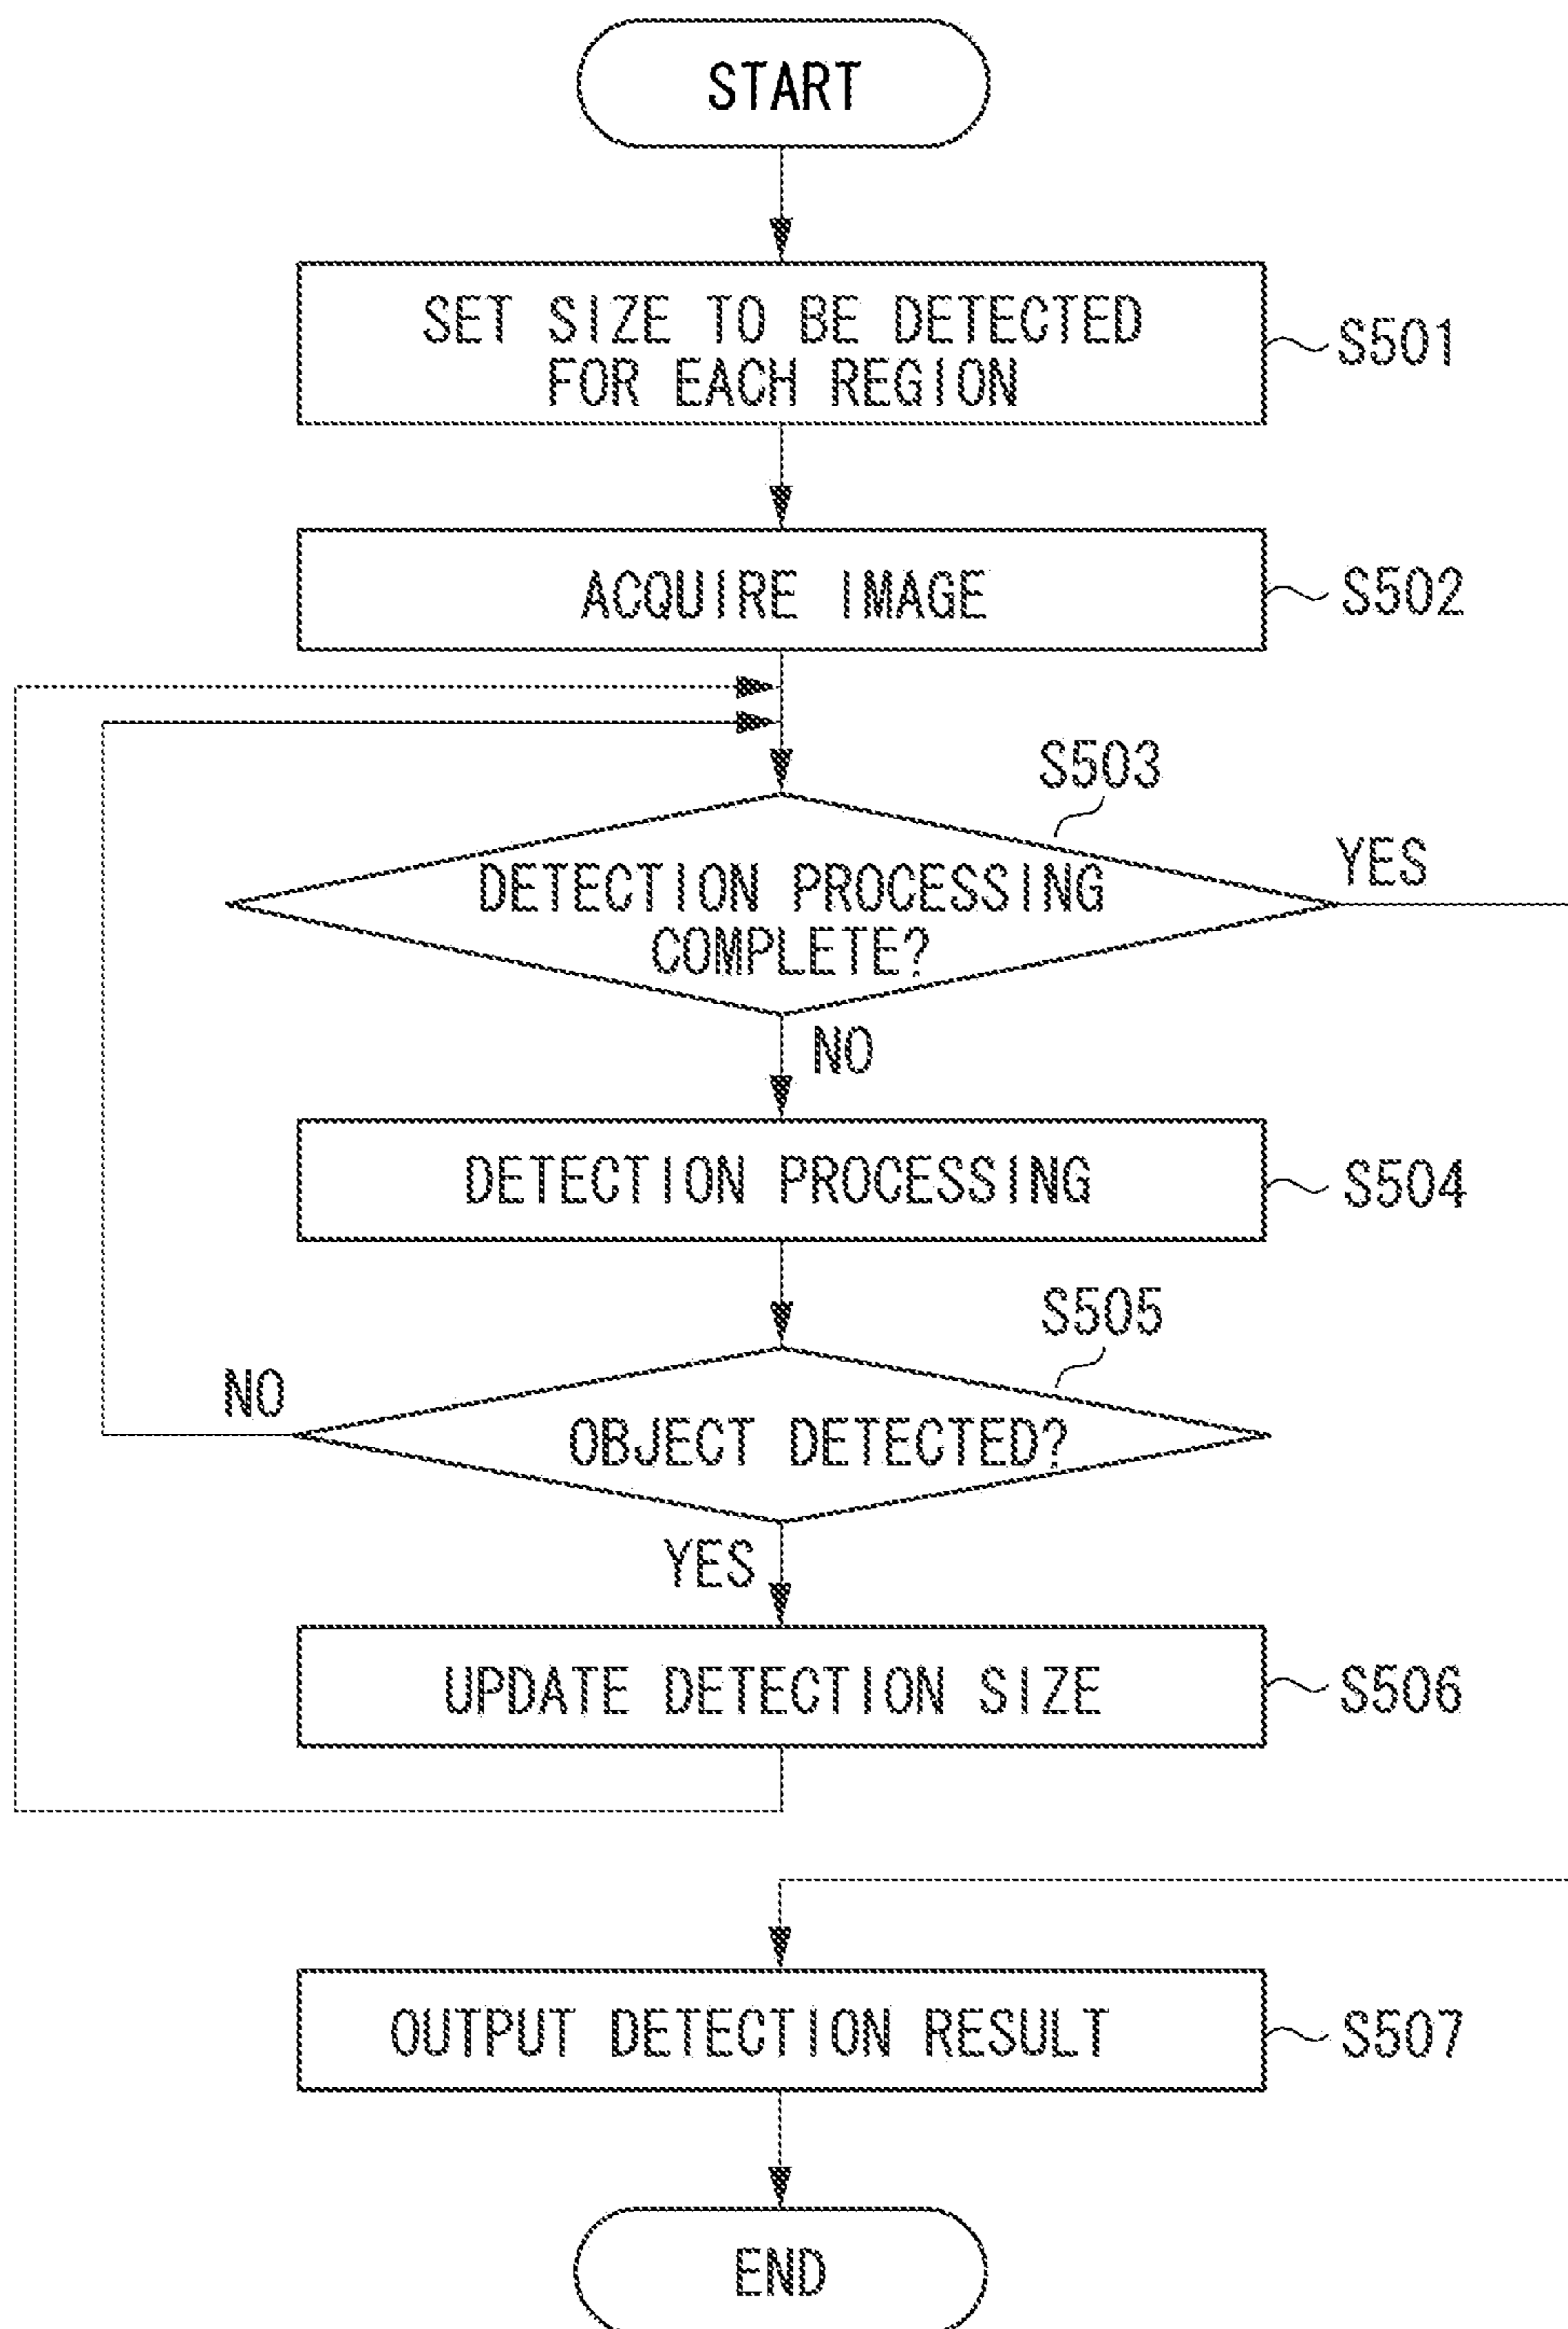 START
SET SIZE TO BE DETECTED
FOR EACH REGION
S501
ACQUIRE IMAGE
S502
S503
DETECTION PROCESSING
COMPLETE?
YES
NO
DETECTION PROCESSING
S504
S505
NO
OBJECT DETECTED?
YES
UPDATE DETECTION SIZE
S506
OUTPUT DETECTION RESULT
S507
END